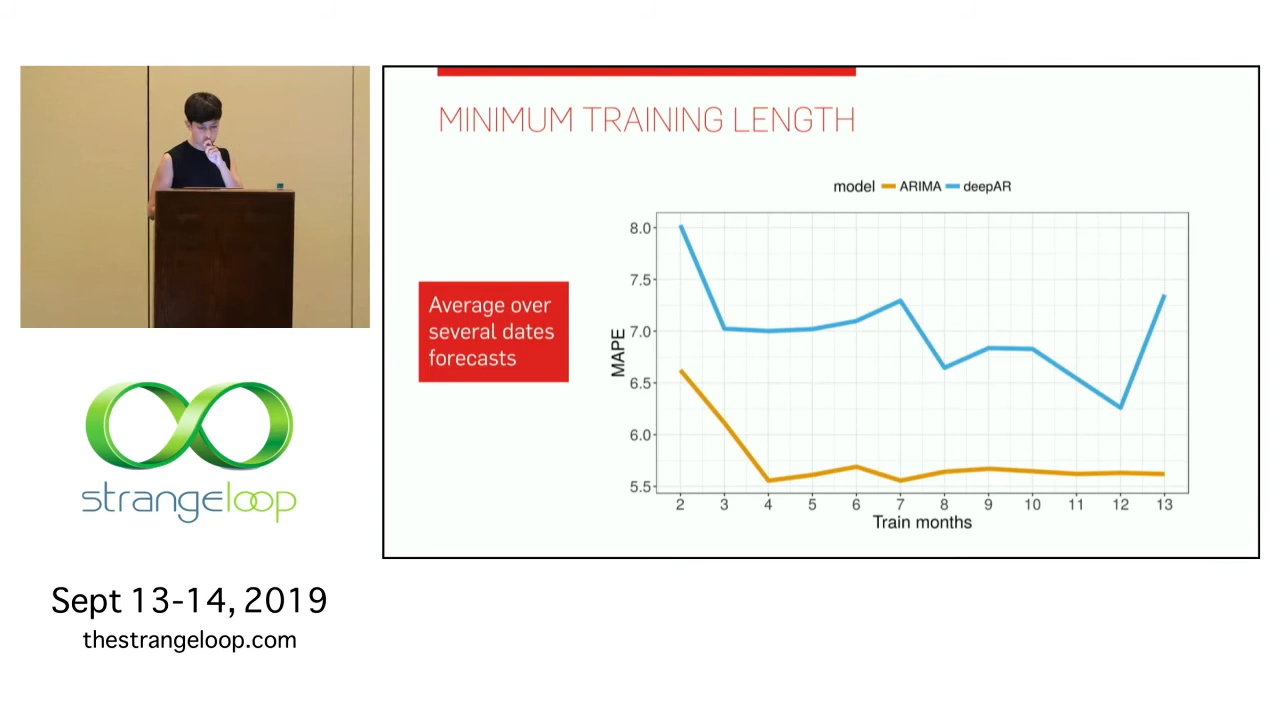 MINIMUM TRAINING LENGTH
model ARIMA deepAR
Average over
several dates
forecasts
MAPE
8.0
7.5
7.0
6.5
6.0
5.5
2 3 4 5 6 7 8 9 10 11 12 13
Train months
strangeloop
Sept 13-14, 2019
thestrangeloop.com